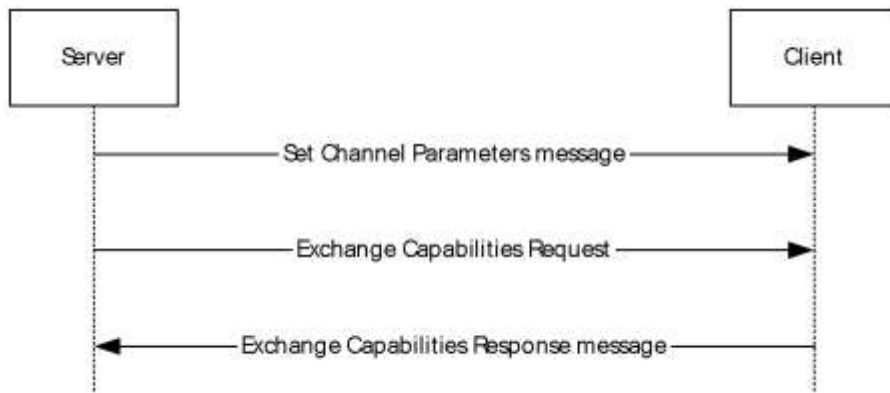 Server
Client
Set Channel Parameters message
Exchange Capabilities Request
Exchange Capabilities Response message